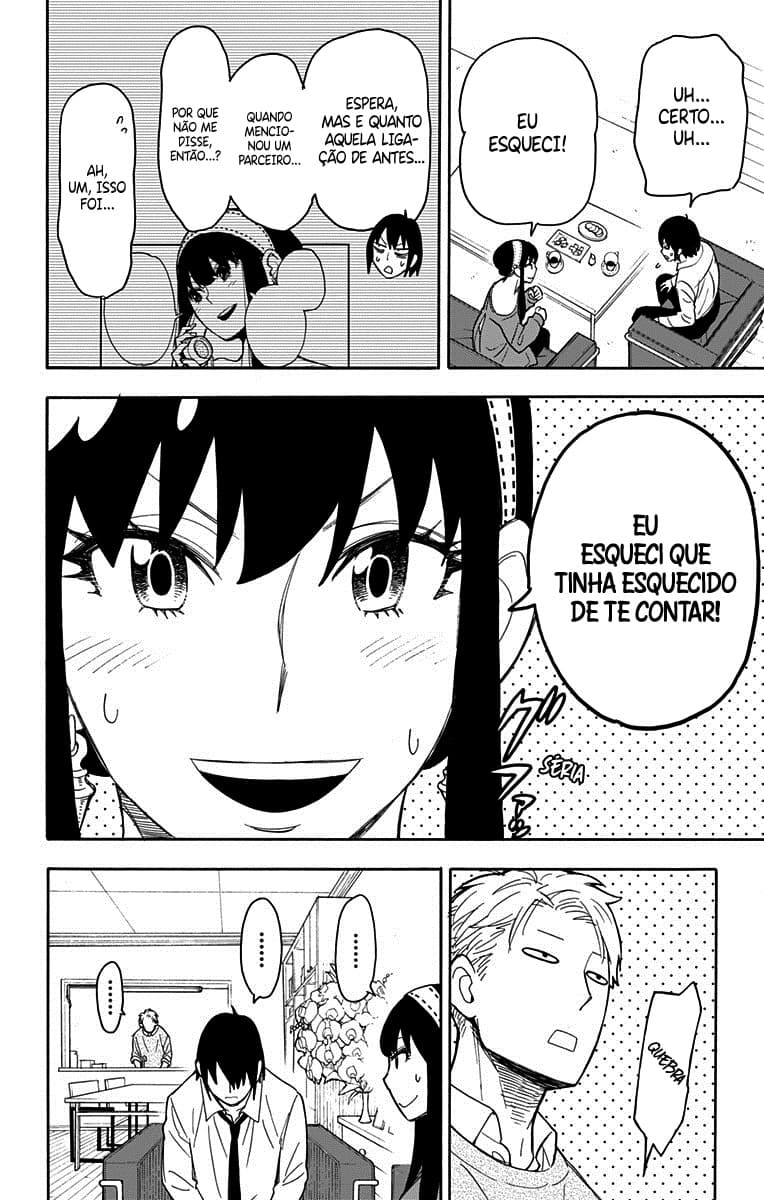 UH...
CERTO...
UH...
EU
ESQUECI!
ESPERA,
MAS E QUANTO
AQUELA LIGA-
ÇÃO DE ANTES...
QUANDO
MENCIO-
NOU UM
PARCEIRO...
POR QUE
NÃO ME
DISSE,
ENTÃO...?
AH,
UM, ISSO
FOI...
EU
ESQUECI QUE
TINHA ESQUECIDO
DE TE CONTAR!
SÉRIA
QUEBRA
......
......